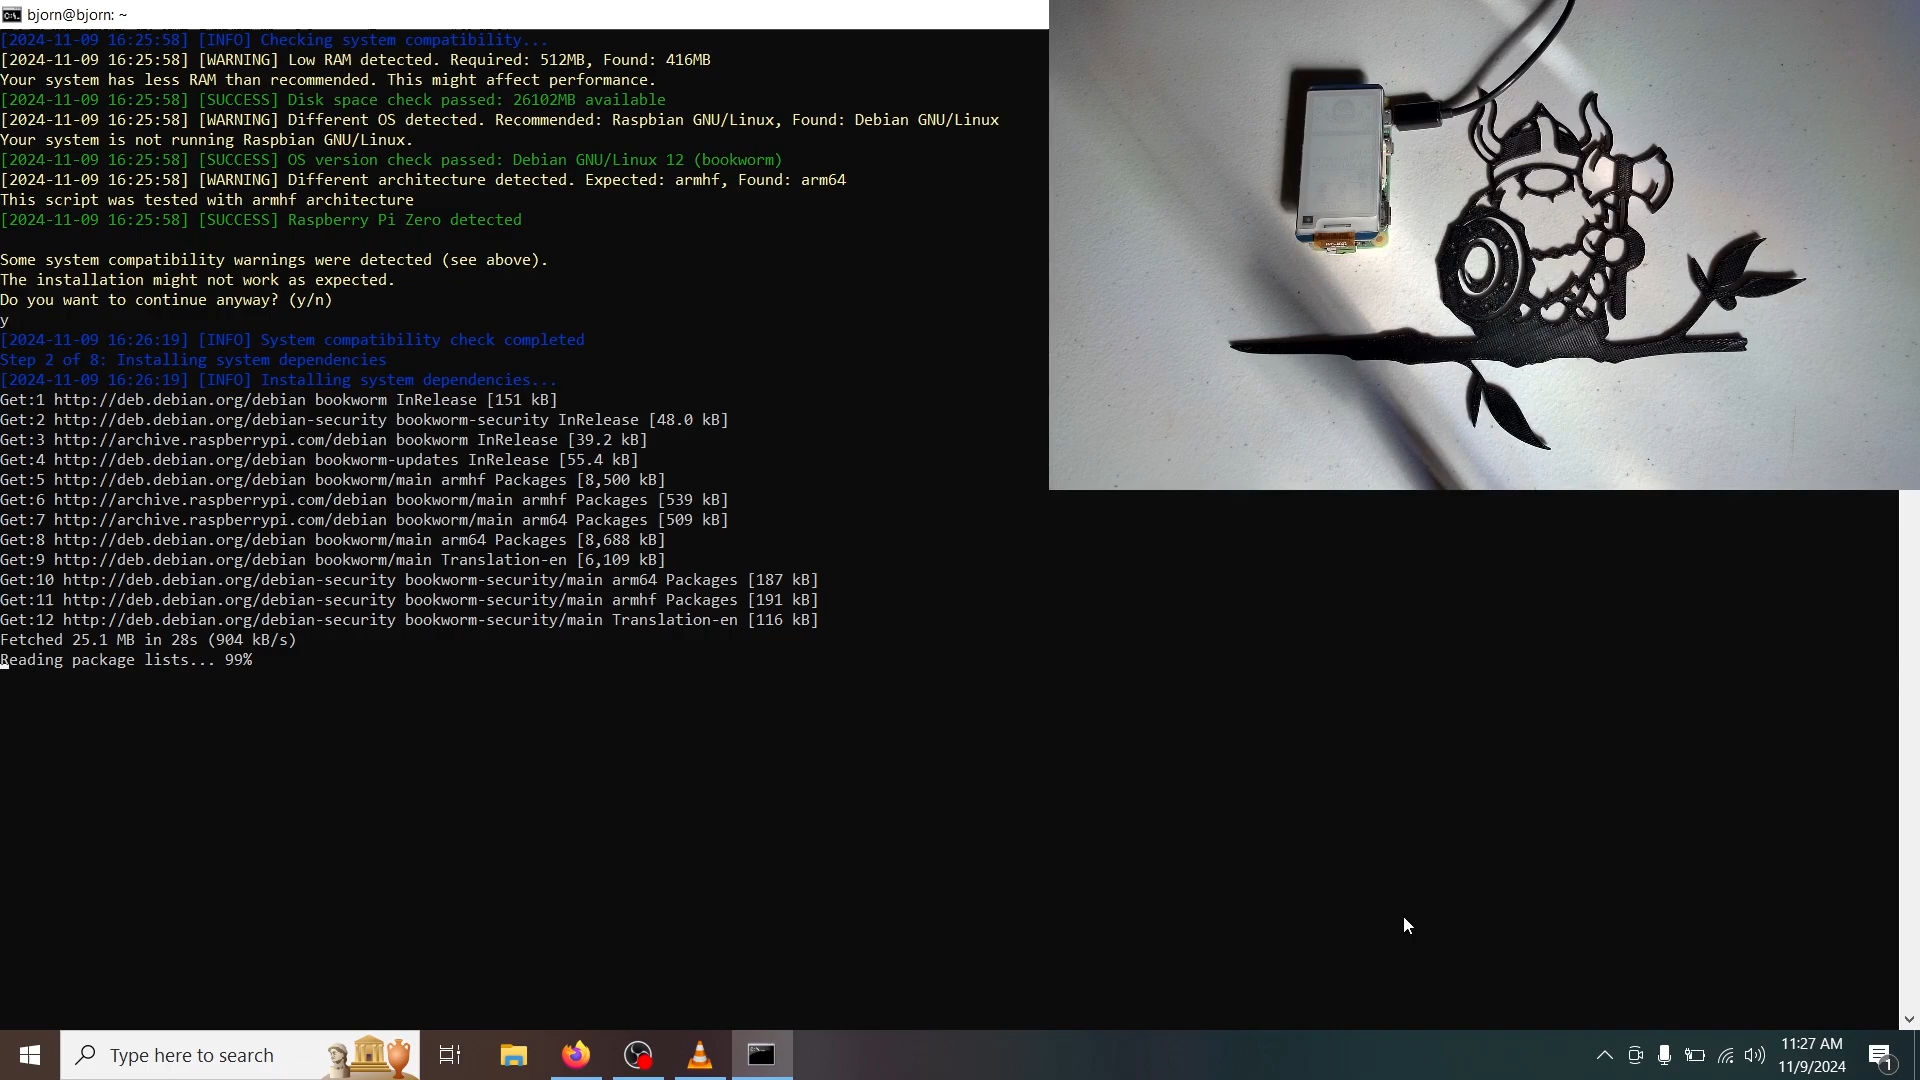 bjorn@bjorn: ~
[2024-11-09 16:25:58] [INFO] Checking system compatibility...
[2024-11-09 16:25:58] [WARNING] Low RAM detected. Required: 512MB, Found: 416MB
Your system has less RAM than recommended. This might affect performance.
[2024-11-09 16:25:58] [SUCCESS] Disk space check passed: 26102MB available
[2024-11-09 16:25:58] [WARNING] Different OS detected. Recommended: Raspbian GNU/Linux, Found: Debian GNU/Linux
Your system is not running Raspbian GNU/Linux.
[2024-11-09 16:25:58] [SUCCESS] OS version check passed: Debian GNU/Linux 12 (bookworm)
[2024-11-09 16:25:58] [WARNING] Different architecture detected. Expected: armhf, Found: arm64
This script was tested with armhf architecture
[2024-11-09 16:25:58] [SUCCESS] Raspberry Pi Zero detected
Some system compatibility warnings were detected (see above).
The installation might not work as expected.
Do you want to continue anyway? (y/n)
y
[2024-11-09 16:26:19] [INFO] System compatibility check completed
Step 2 of 8: Installing system dependencies
[2024-11-09 16:26:19] [INFO] Installing system dependencies...
Get:1 http://deb.debian.org/debian bookworm InRelease [151 kB]
Get:2 http://deb.debian.org/debian-security bookworm-security InRelease [48.0 kB]
Get:3 http://archive.raspberrypi.com/debian bookworm InRelease [39.2 kB]
Get:4 http://deb.debian.org/debian bookworm-updates InRelease [55.4 kB]
Get:5 http://deb.debian.org/debian bookworm/main armhf Packages [8,500 kB]
Get:6 http://archive.raspberrypi.com/debian bookworm/main armhf Packages [539 kB]
Get:7 http://archive.raspberrypi.com/debian bookworm/main arm64 Packages [509 kB]
Get:8 http://deb.debian.org/debian bookworm/main arm64 Packages [8,688 kB]
Get:9 http://deb.debian.org/debian bookworm/main Translation-en [6,109 kB]
Get:10 http://deb.debian.org/debian-security bookworm-security/main arm64 Packages [187 kB]
Get:11 http://deb.debian.org/debian-security bookworm-security/main armhf Packages [191 kB]
Get:12 http://deb.debian.org/debian-security bookworm-security/main Translation-en [116 kB]
Fetched 25.1 MB in 28s (904 kB/s)
Reading package lists... 99%
Type here to search
11:27 AM
11/9/2024
1